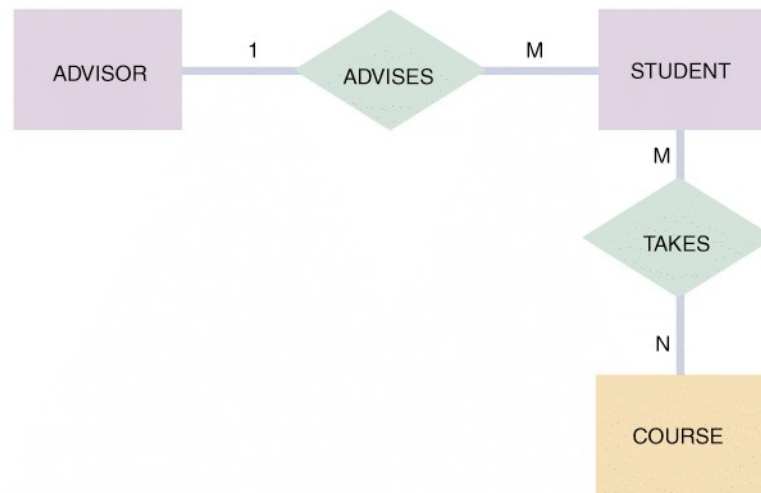 ADVISOR
1
ADVISES
M
STUDENT
M
TAKES
N
COURSE